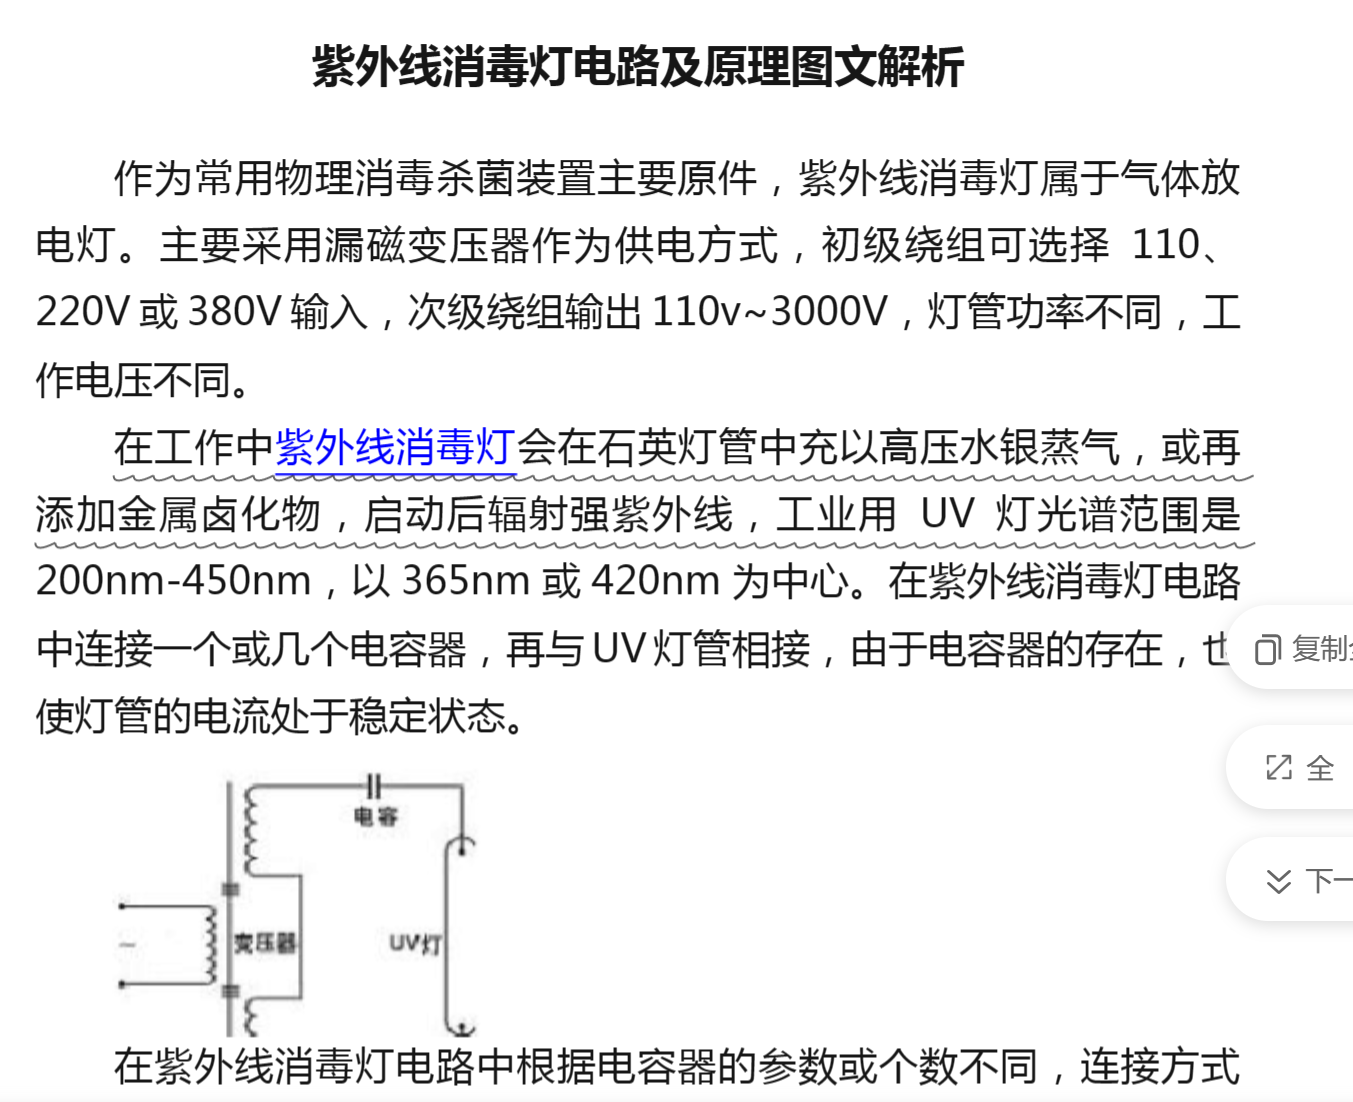 紫外线消毒灯电路及原理图文解析
作为常用物理消毒杀菌装置主要原件，紫外线消毒灯属于气体放
电灯。主要采用漏磁变压器作为供电方式，初级绕组可选择 110、
220V 或 380V 输入，次级绕组输出 110v~3000V，灯管功率不同，工
作电压不同。
在工作中紫外线消毒灯会在石英灯管中充以高压水银蒸气，或再
添加金属卤化物，启动后辐射强紫外线，工业用 UV 灯光谱范围是
200nm-450nm，以 365nm 或 420nm 为中心。在紫外线消毒灯电路
中连接一个或几个电容器，再与 UV 灯管相接，由于电容器的存在，也
使灯管的电流处于稳定状态。
复制
全
下一
电容
变压器
UV灯
~
在紫外线消毒灯电路中根据电容器的参数或个数不同，连接方式